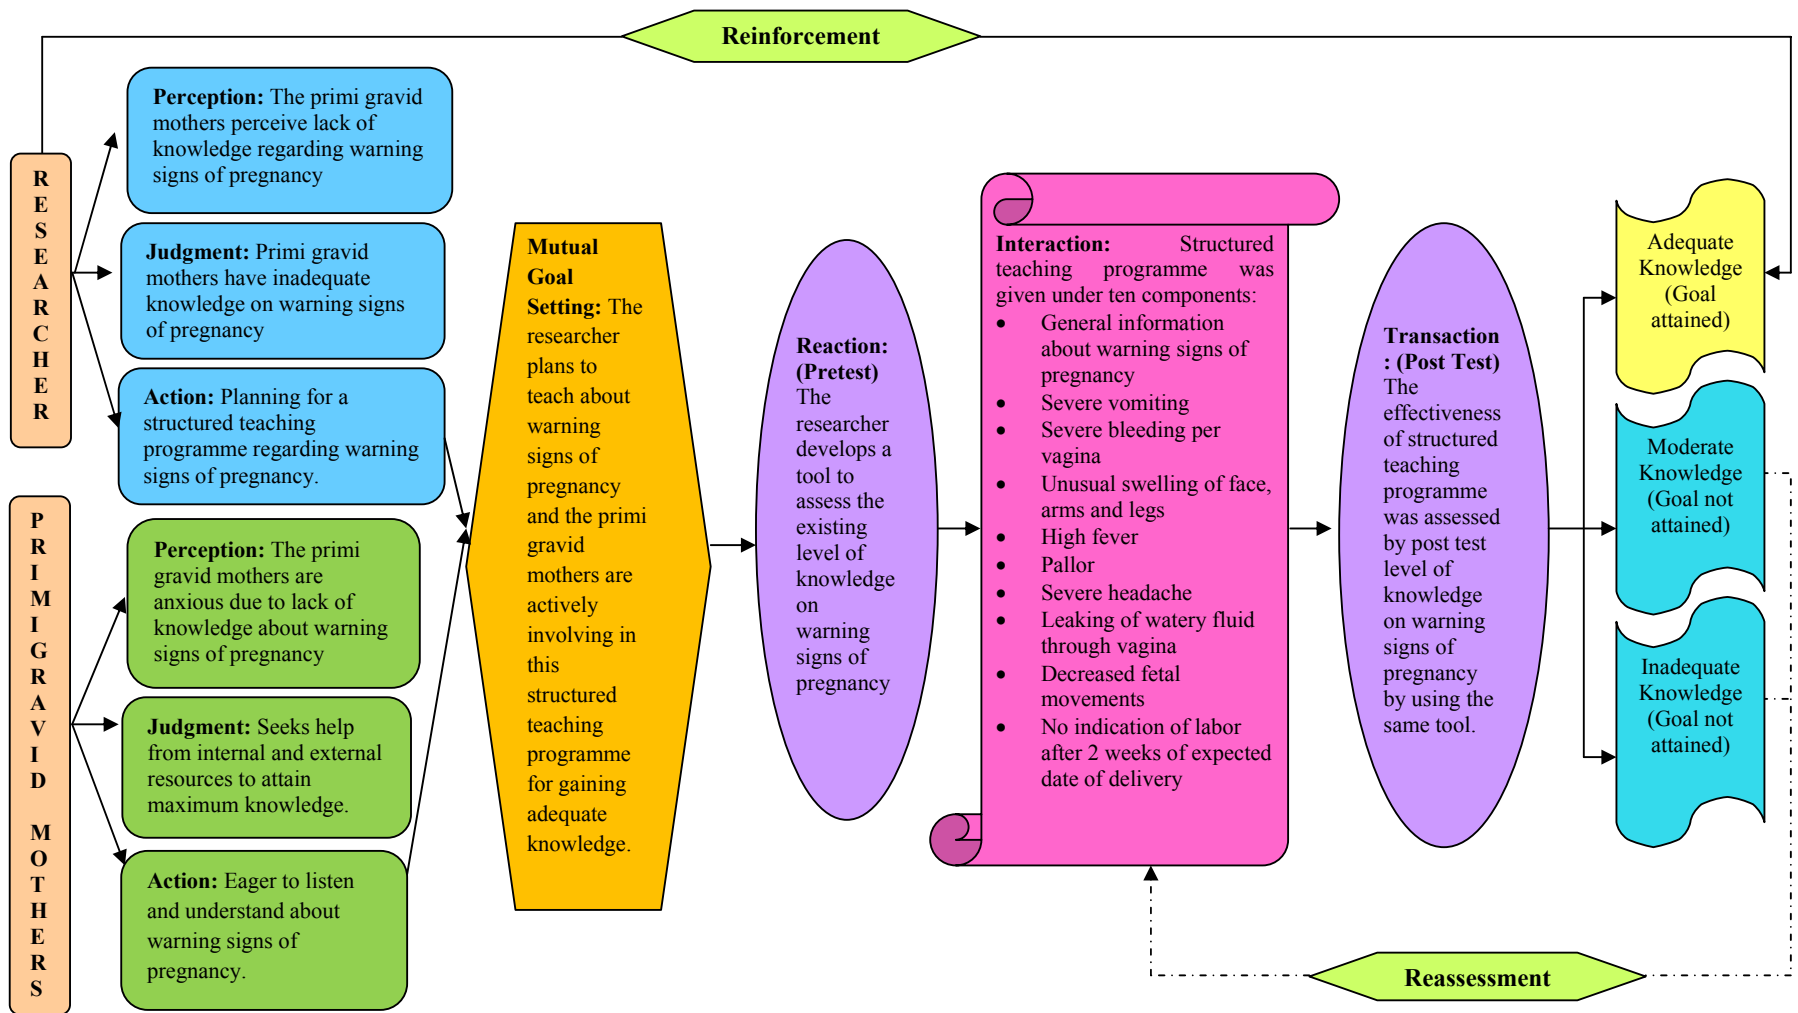 Reinforcement
RESEARCHER
Perception: The primi gravid
mothers perceive lack of
knowledge regarding warning
signs of pregnancy
Judgment: Primi gravid
mothers have inadequate
knowledge on warning signs
of pregnancy
Action: Planning for a
structured teaching
programme regarding warning
signs of pregnancy.
PRIMIGRAVID MOTHERS
Perception: The primi
gravid mothers are
anxious due to lack of
knowledge about warning
signs of pregnancy
Judgment: Seeks help
from internal and external
resources to attain
maximum knowledge.
Action: Eager to listen
and understand about
warning signs of
pregnancy.
Mutual
Goal
Setting: The
researcher
plans to
teach about
warning
signs of
pregnancy
and the primi
gravid
mothers are
actively
involving in
this
structured
teaching
programme
for gaining
adequate
knowledge.
Reaction:
(Pretest)
The
researcher
develops a
tool to
assess the
existing
level of
knowledge
on
warning
signs of
pregnancy
Interaction: Structured
teaching programme was
given under ten components:
• General information
about warning signs of
pregnancy
• Severe vomiting
• Severe bleeding per
vagina
• Unusual swelling of face,
arms and legs
• High fever
• Pallor
• Severe headache
• Leaking of watery fluid
through vagina
• Decreased fetal
movements
• No indication of labor
after 2 weeks of expected
date of delivery
Transaction
: (Post Test)
The
effectiveness
of structured
teaching
programme
was assessed
by post test
level of
knowledge
on warning
signs of
pregnancy
by using the
same tool.
Adequate
Knowledge
(Goal
attained)
Moderate
Knowledge
(Goal not
attained)
Inadequate
Knowledge
(Goal not
attained)
Reassessment